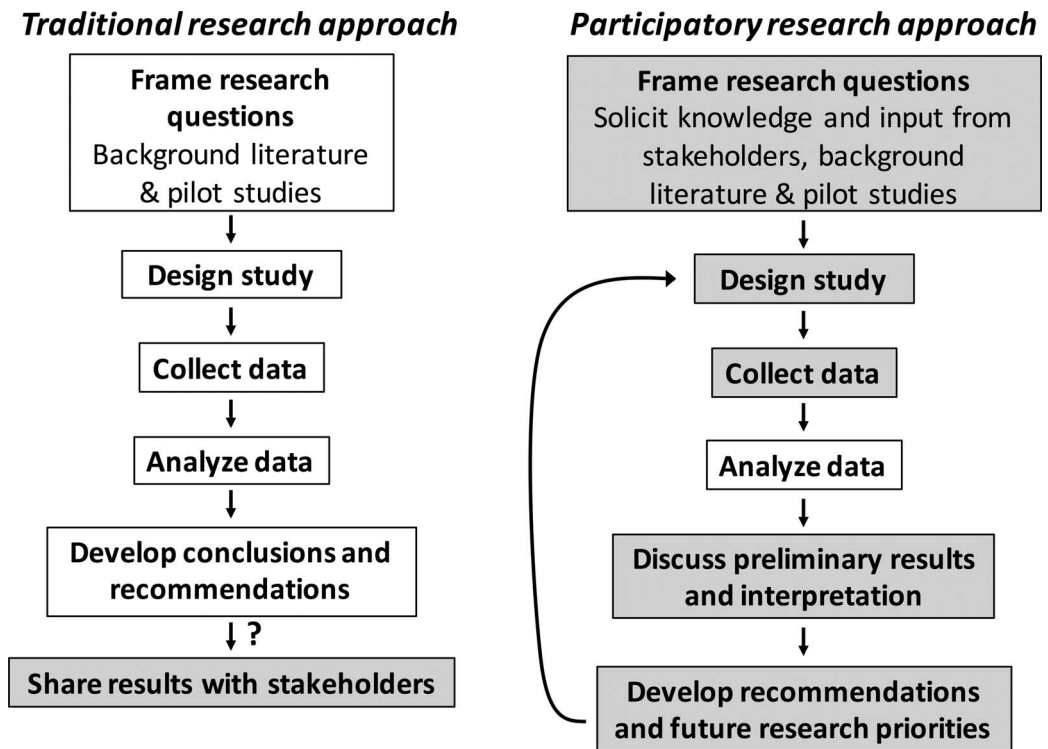 Traditional research approach
Frame research
questions
Background literature
& pilot studies
Design study
Collect data
Analyze data
Develop conclusions and
recommendations
?
Share results with stakeholders
Participatory research approach
Frame research questions
Solicit knowledge and input from
stakeholders, background
literature & pilot studies
Design study
Collect data
Analyze data
Discuss preliminary results
and interpretation
Develop recommendations
and future research priorities